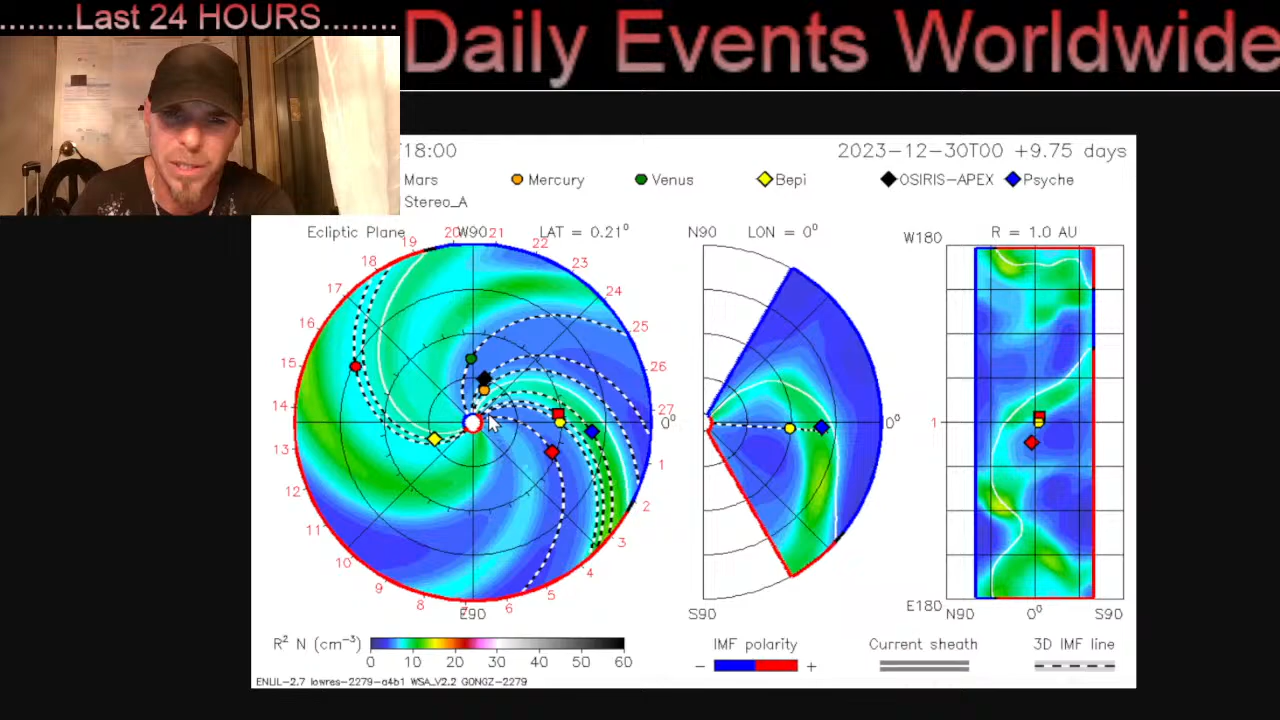 ........Last 24 HOURS........
Daily Events Worldwide
T18:00
2023-12-30T00 +9.75 days
Mars
Mercury
Venus
Bepi
OSIRIS-APEX
Psyche
Stereo_A
Ecliptic Plane
W90
LAT = 0.21°
N90
LON = 0°
W180
R = 1.0 AU
19
20
21
22
18
23
17
24
16
25
15
26
14
27
0°
0°
1
13
1
12
2
11
3
10
4
9
5
8
6
E90
S90
E180
N90
0°
S90
R² N (cm⁻³)
0
10
20
30
40
50
60
IMF polarity
-
+
Current sheath
3D IMF line
ENLIL-2.7 lowres-2279-a4b1 WSA_V2.2 GONGZ-2279